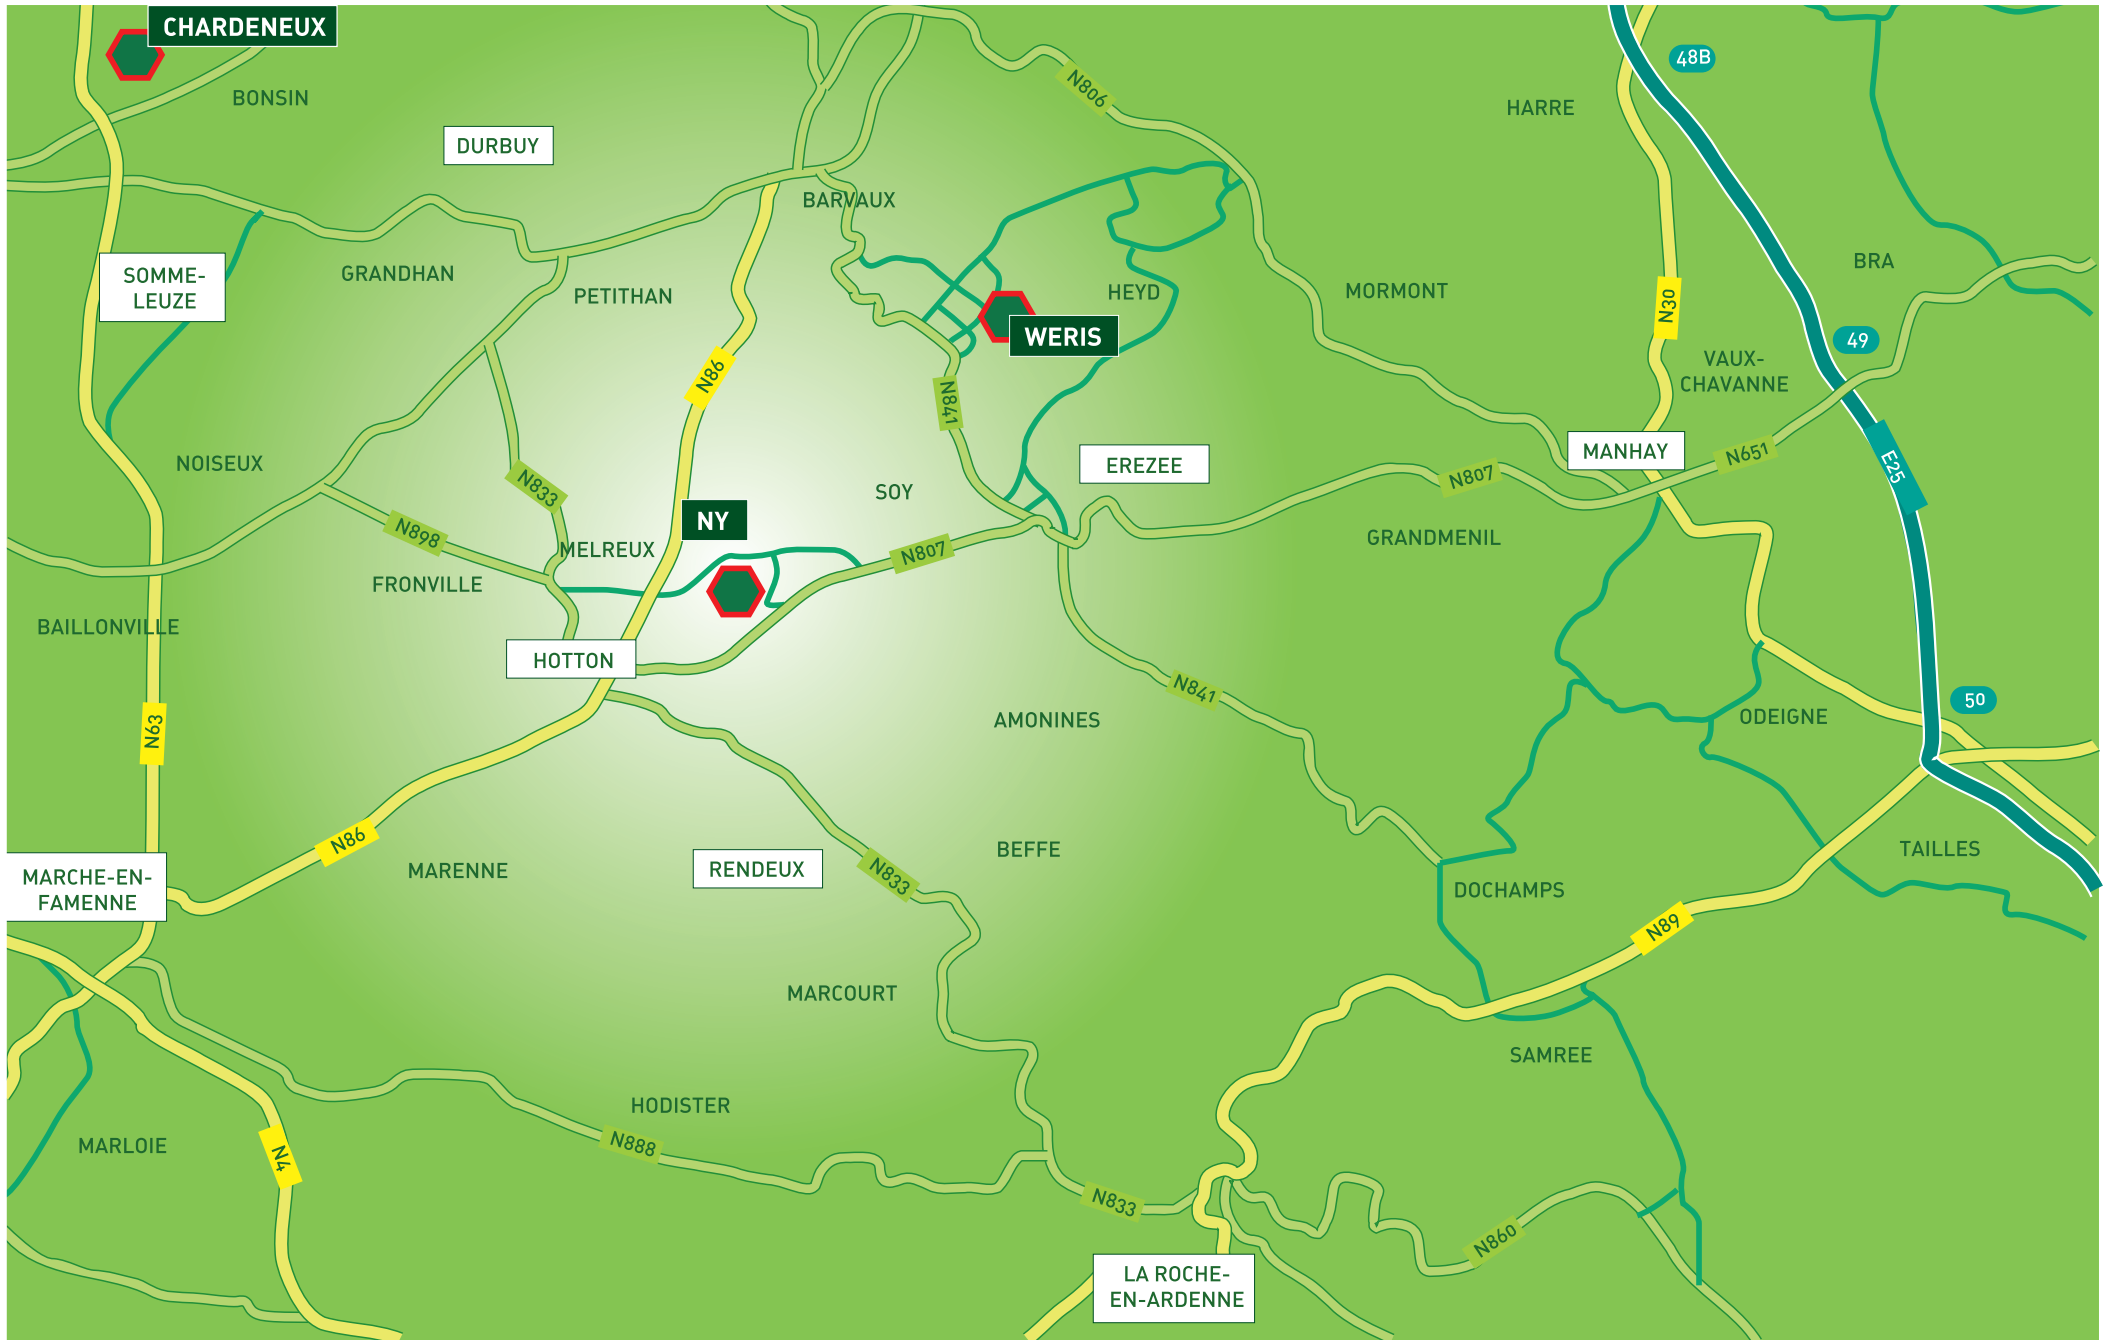 CHARDENEUX
48B
BONSIN
N806
HARRE
DURBUY
BARVAUX
BRA
SOMME-
LEUZE
GRANDHAN
PETITHAN
HEYD
MORMONT
N30
WERIS
49
VAUX-
CHAVANNE
N86
N841
NOISEUX
EREZEE
MANHAY
N651
E25
N833
SOY
N807
NY
N898
MELREUX
N807
GRANDMENIL
FRONVILLE
BAILLONVILLE
HOTTON
N841
50
N63
AMONINES
ODEIGNE
N86
MARENNE
RENDEUX
N833
BEFFE
TAILLES
MARCHE-EN-
FAMENNE
DOCHAMPS
N89
MARCOURT
SAMREE
HODISTER
MARLOIE
N4
N888
N833
N860
LA ROCHE-
EN-ARDENNE